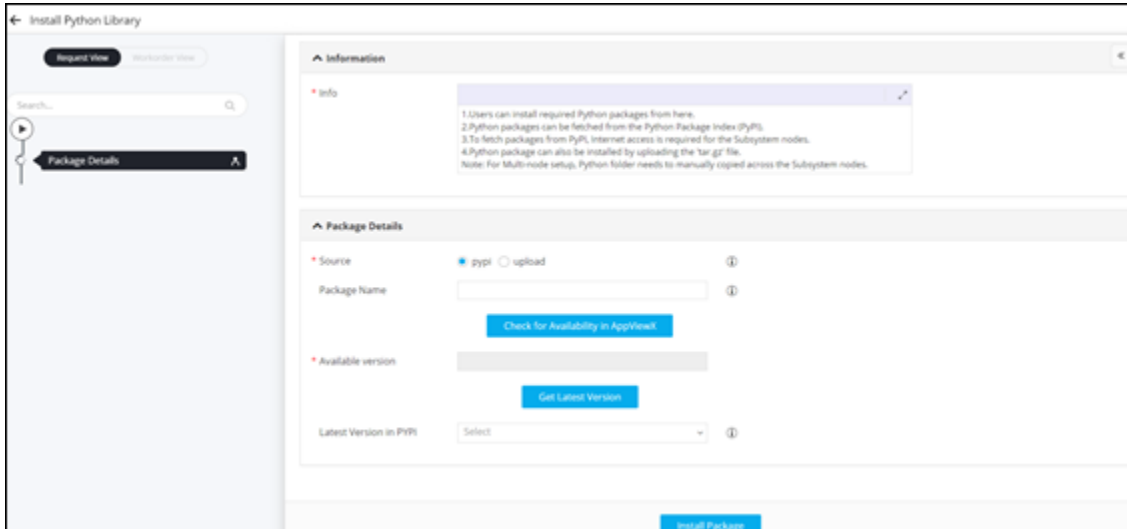 Install Python Library
Request View
Workorder View
Search...
Package Details
Information
* Info
1.Users can install required Python packages from here.
2.Python packages can be fetched from the Python Package Index (PyPI).
3.To fetch packages from PyPI, Internet access is required for the Subsystem nodes.
4.Python package can also be installed by uploading the 'tar.gz' file.
Note: For Multi-node setup, Python folder needs to manually copied across the Subsystem nodes.
Package Details
* Source
pypi
upload
Package Name
Check for Availability in AppViewX
* Available version
Get Latest Version
Latest Version in PYPI
Select
Install Package